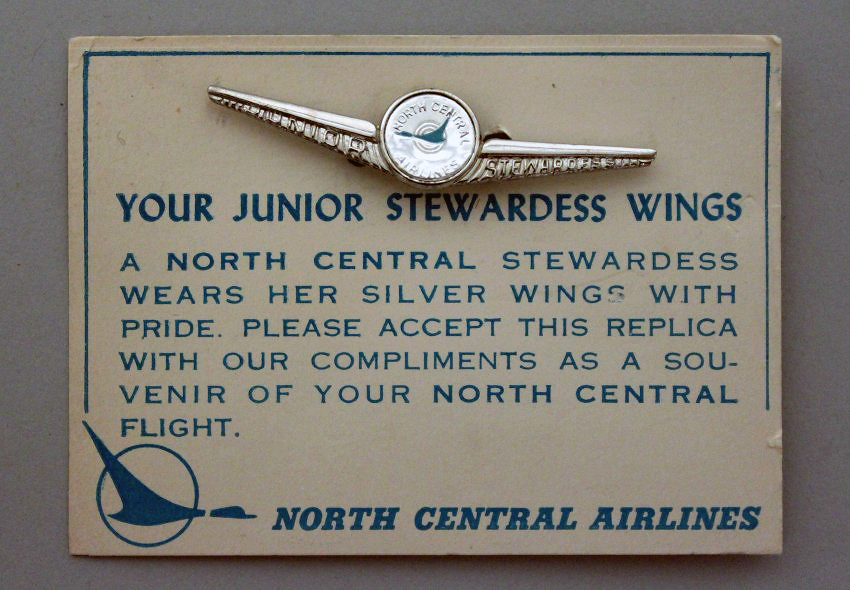 JUNIOR
NORTH CENTRAL
AIRLINES
STEWARDESS
YOUR JUNIOR STEWARDESS WINGS
A NORTH CENTRAL STEWARDESS
WEARS HER SILVER WINGS WITH
PRIDE. PLEASE ACCEPT THIS REPLICA
WITH OUR COMPLIMENTS AS A SOU-
VENIR OF YOUR NORTH CENTRAL
FLIGHT.
NORTH CENTRAL AIRLINES